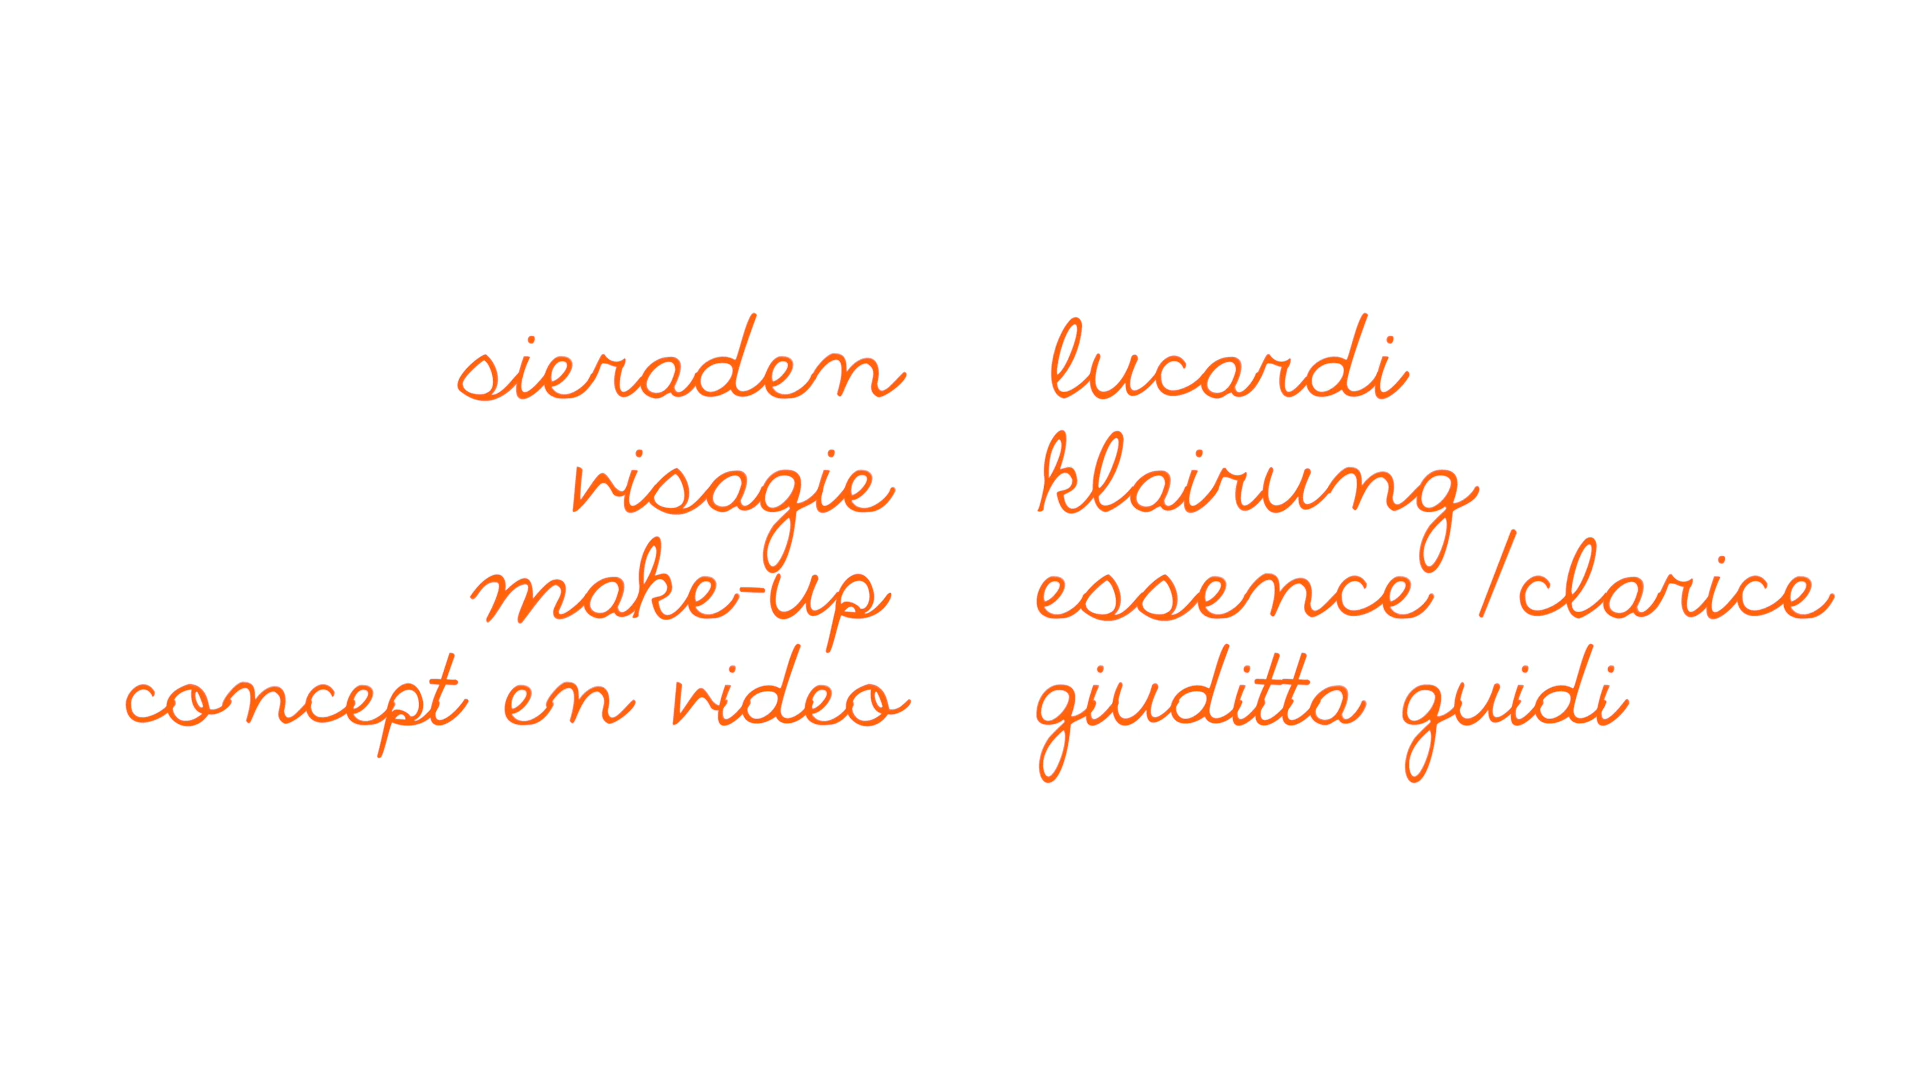 sieraden lucardi
visagie klairung
make-up essence / clarice
concept en video giuditta guidi